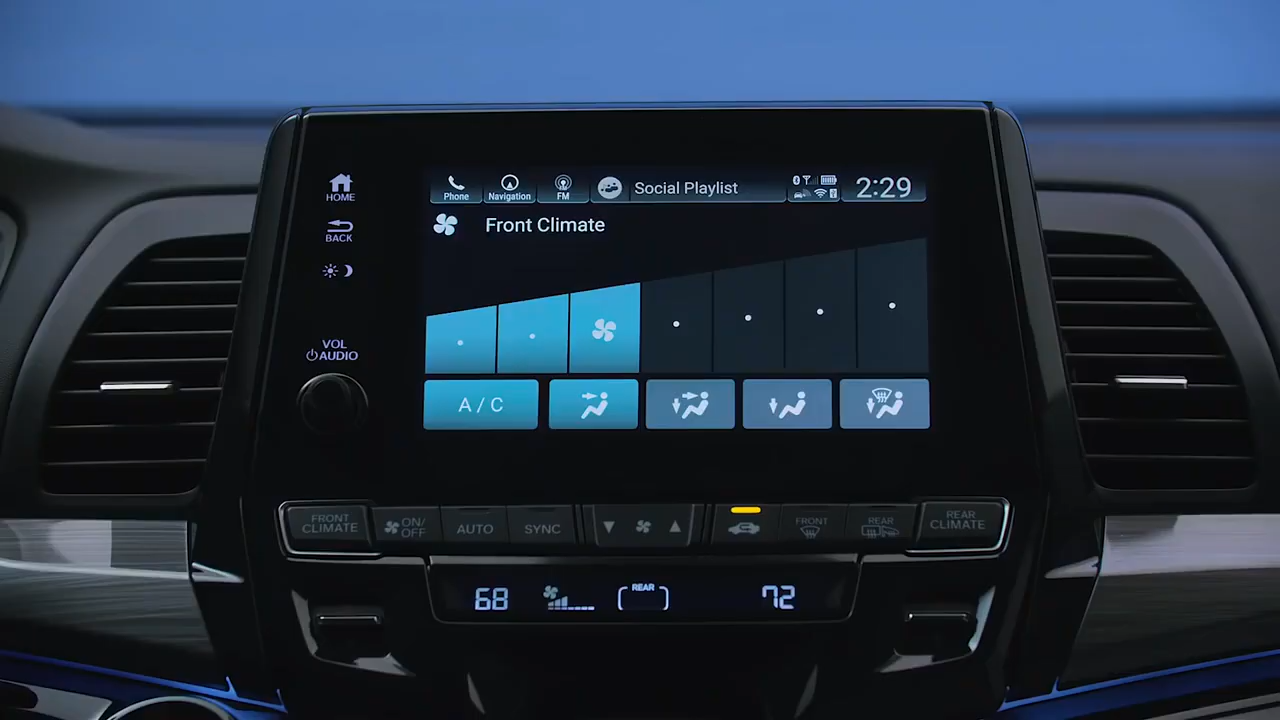 HOME
BACK
VOL
AUDIO
Phone
Navigation
FM
Social Playlist
2:29
Front Climate
A / C
FRONT CLIMATE
ON/OFF
AUTO
SYNC
FRONT
REAR
REAR CLIMATE
68
REAR
72